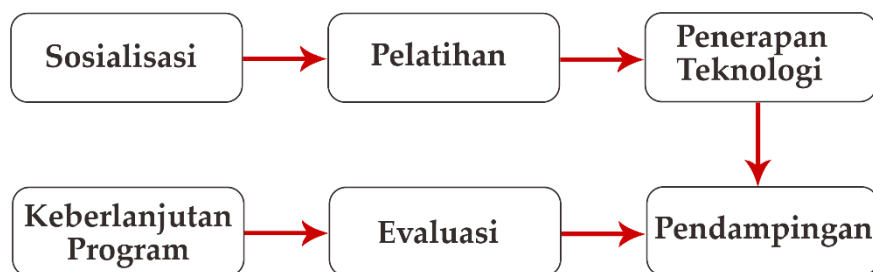 Sosialisasi
Pelatihan
Penerapan
Teknologi
Keberlanjutan
Program
Evaluasi
Pendampingan